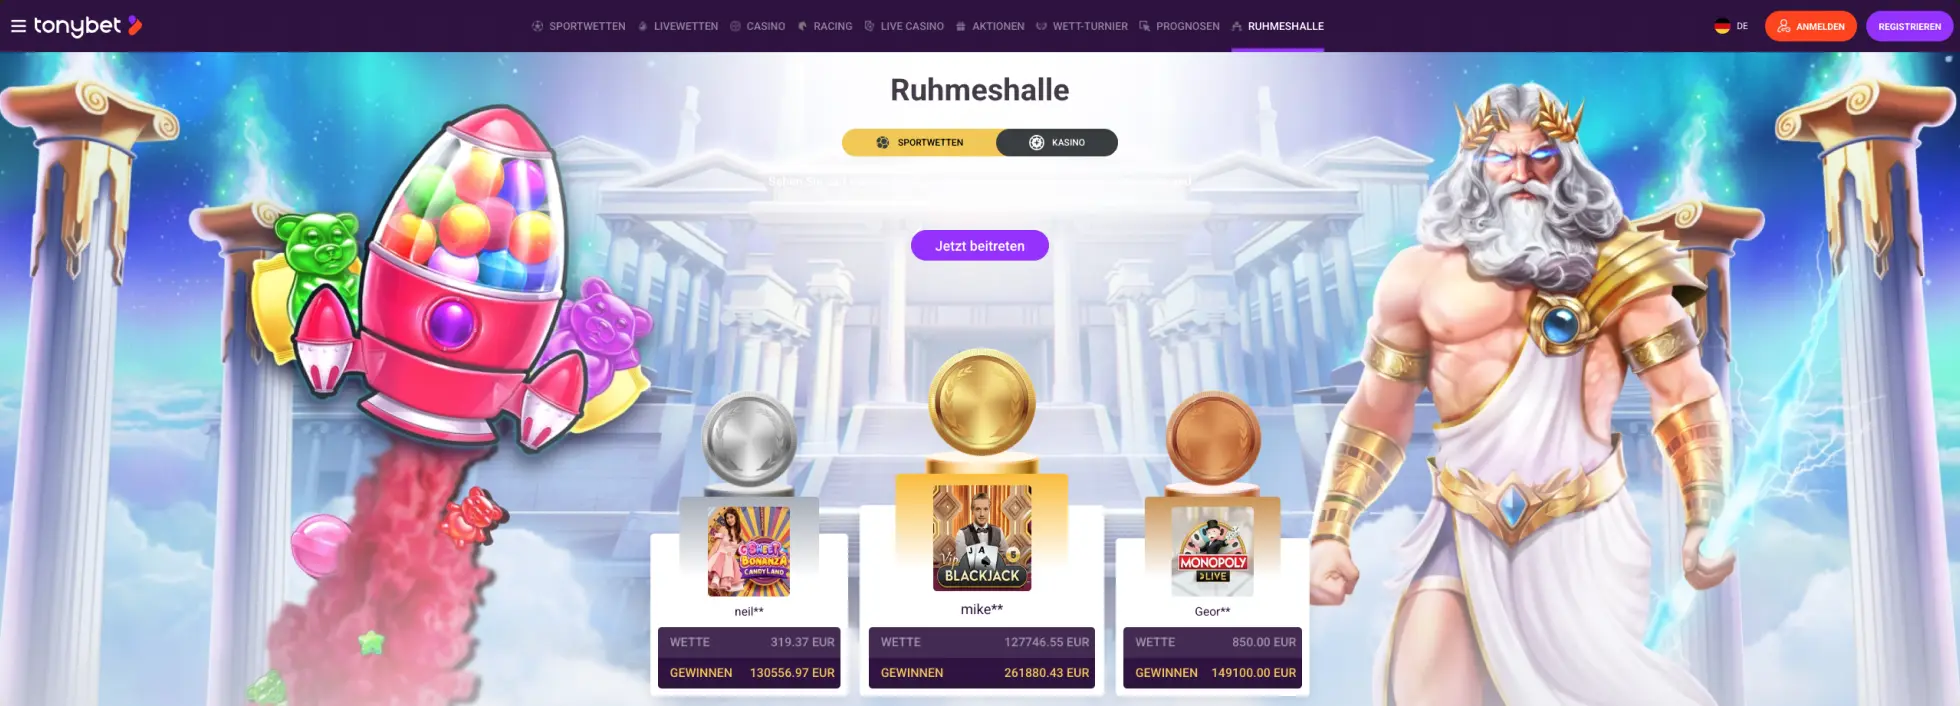 tonybet
SPORTWETTEN LIVEWETTEN CASINO RACING LIVE CASINO AKTIONEN WETT-TURNIER PROGNOSEN RUHMESHALLE
DE ANMELDEN REGISTRIEREN
Ruhmeshalle
SPORTWETTEN KASINO
Jetzt beitreten
SWEET
BONANZA
CANDYLAND
neil**
WETTE 319.37 EUR
GEWINNEN 130556.97 EUR
J A 5
Vip
BLACKJACK
mike**
WETTE 127746.55 EUR
GEWINNEN 261880.43 EUR
MONOPOLY
LIVE
Geor**
WETTE 850.00 EUR
GEWINNEN 149100.00 EUR